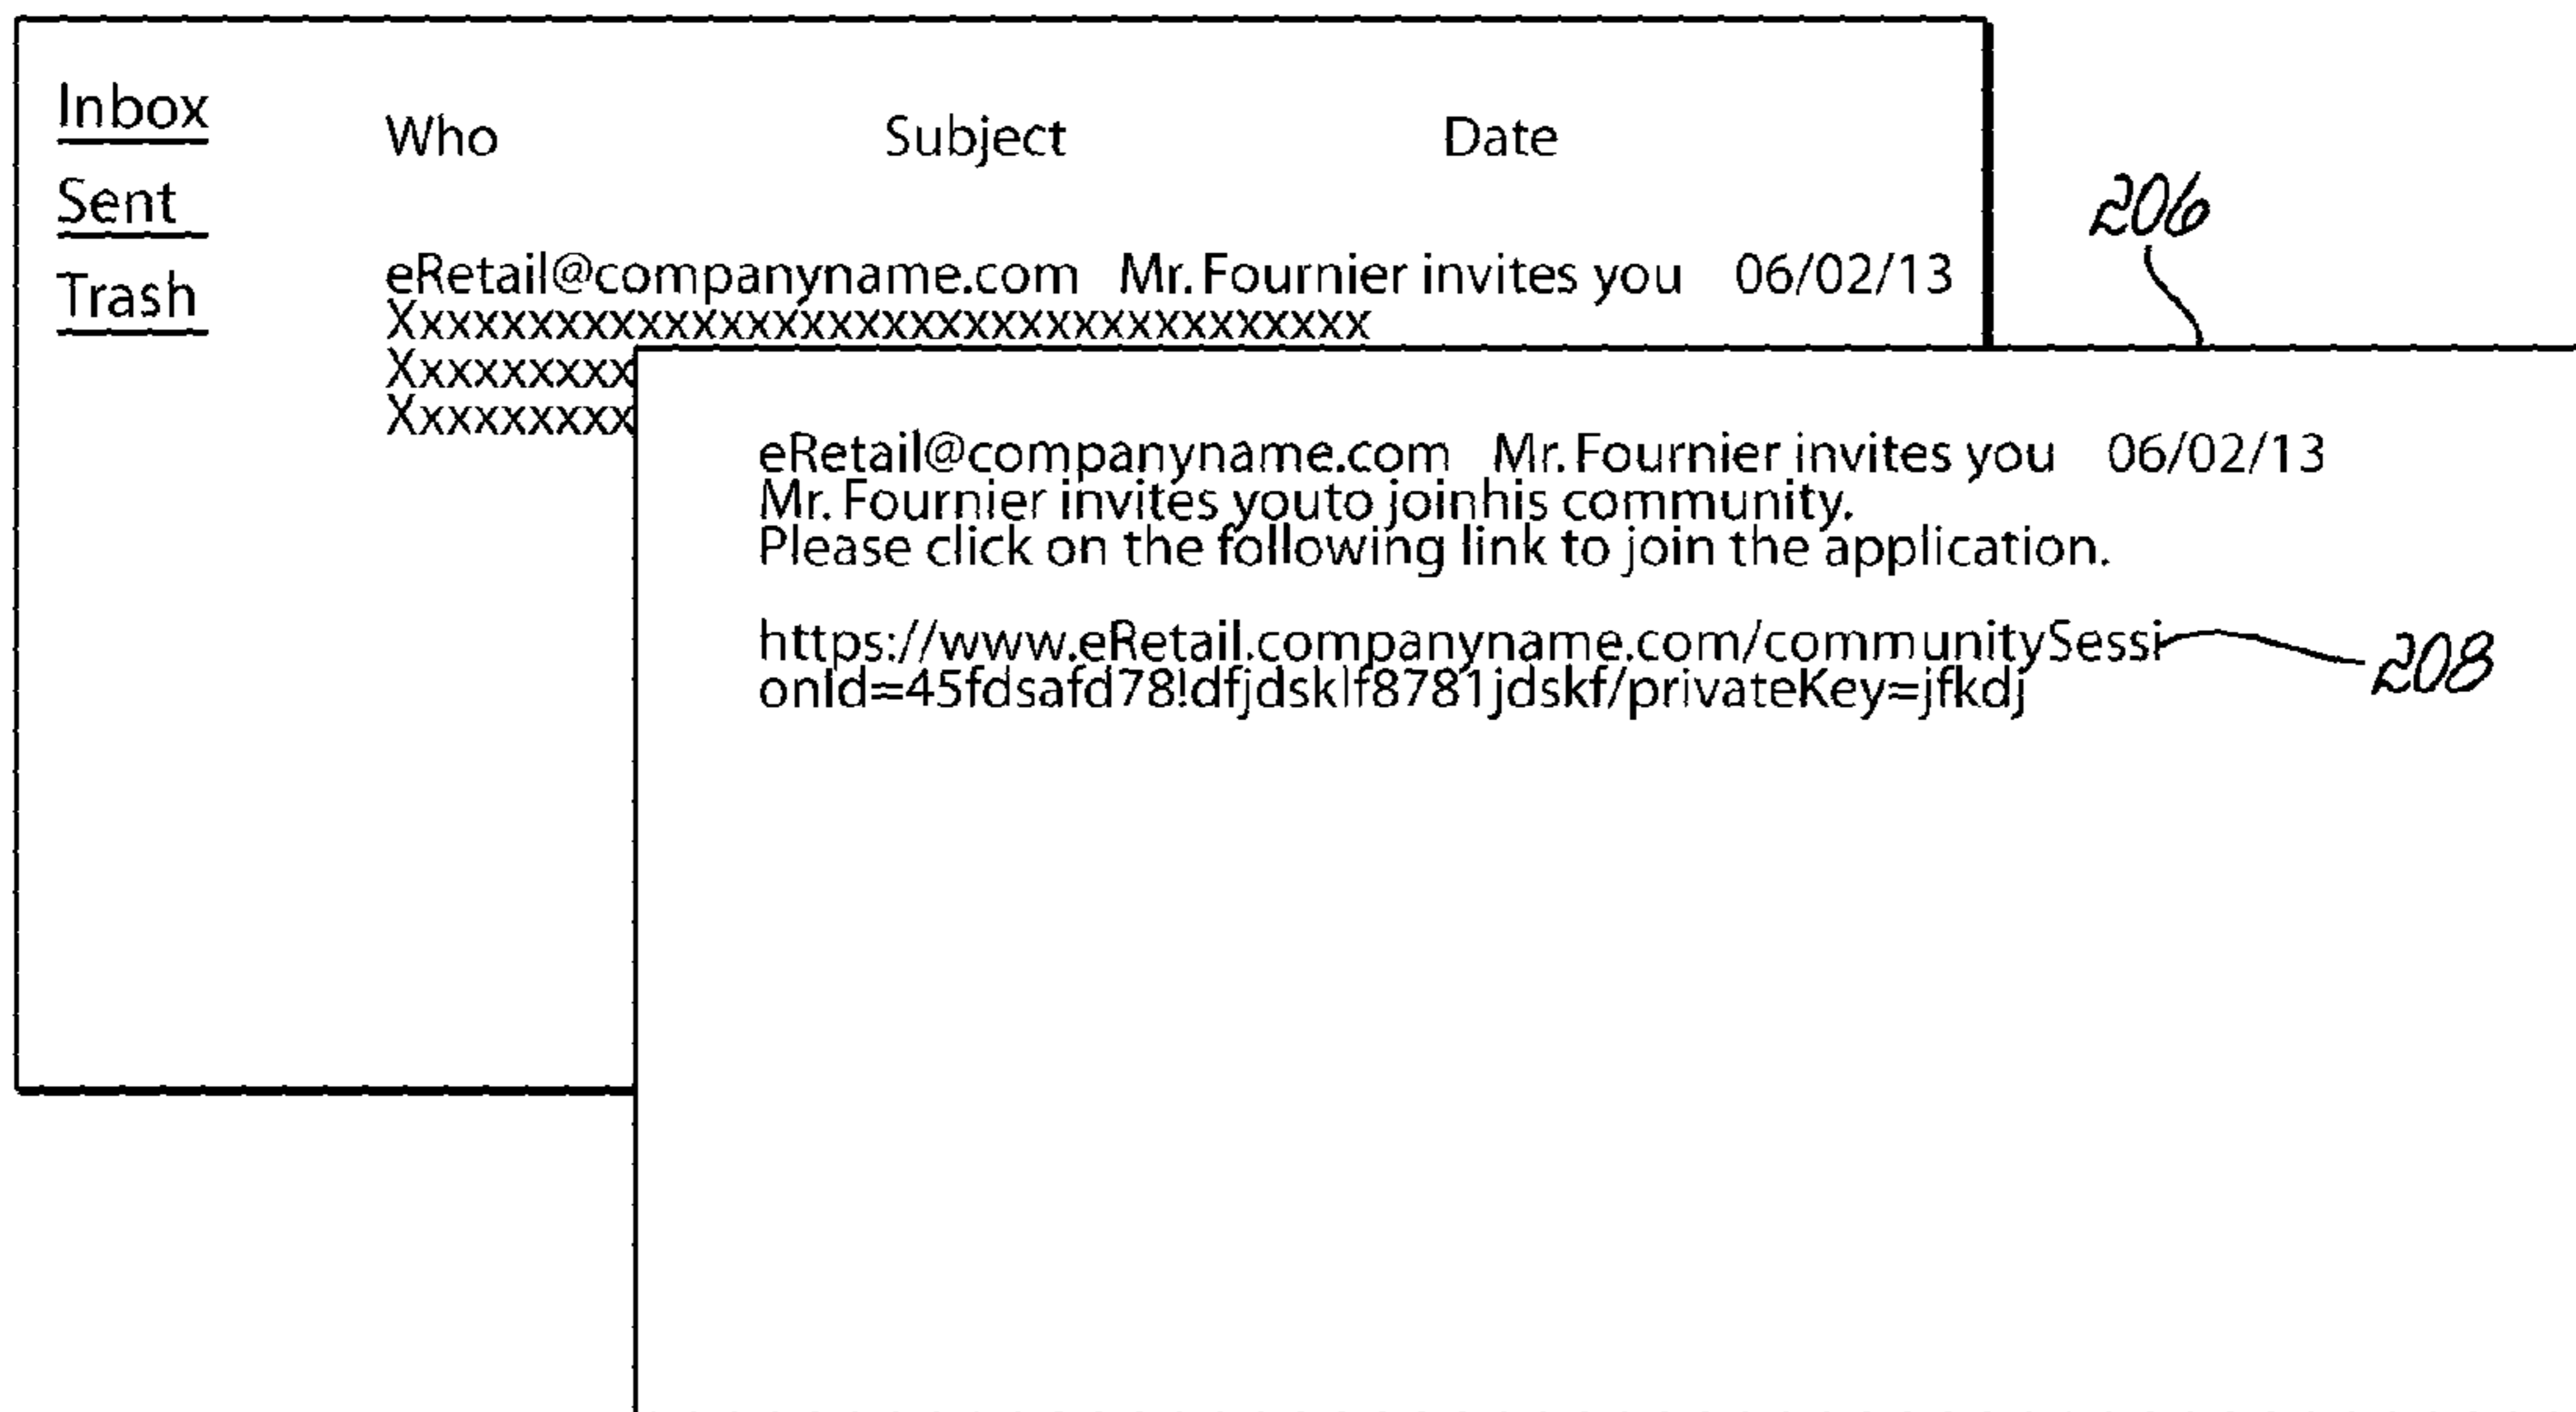 Inbox
Sent
Trash
Who Subject Date
eRetail@companyname.com Mr. Fournier invites you 06/02/13
Xxxxxxxxxxxxxxxxxxxxxxxxxxxxxxxxxxxx
Xxxxxxxxx
Xxxxxxxxx
206
eRetail@companyname.com Mr. Fournier invites you 06/02/13
Mr. Fournier invites youto joinhis community.
Please click on the following link to join the application.
https://www.eRetail.companyname.com/communitySessi
onId=45fdsafd78!dfjdsklf8781jdskf/privateKey=jfkdj
208